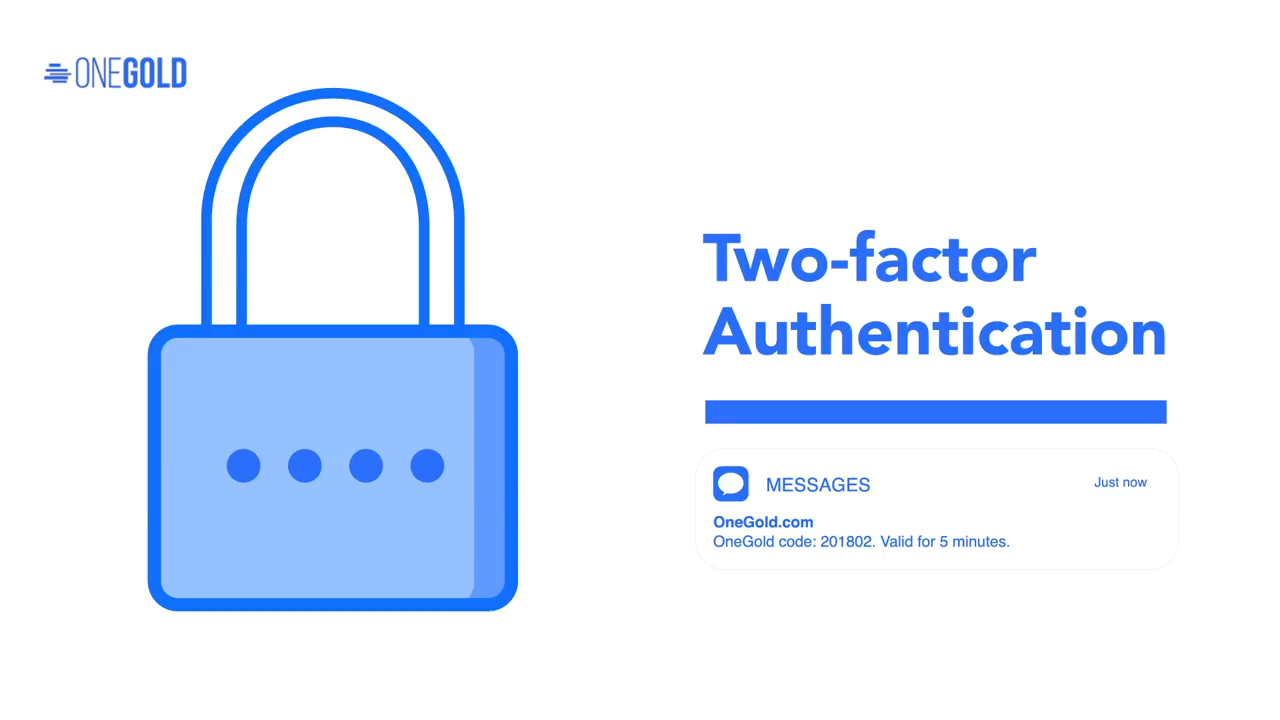 ONEGOLD
Two-factor
Authentication
MESSAGES
Just now
OneGold.com
OneGold code: 201802. Valid for 5 minutes.